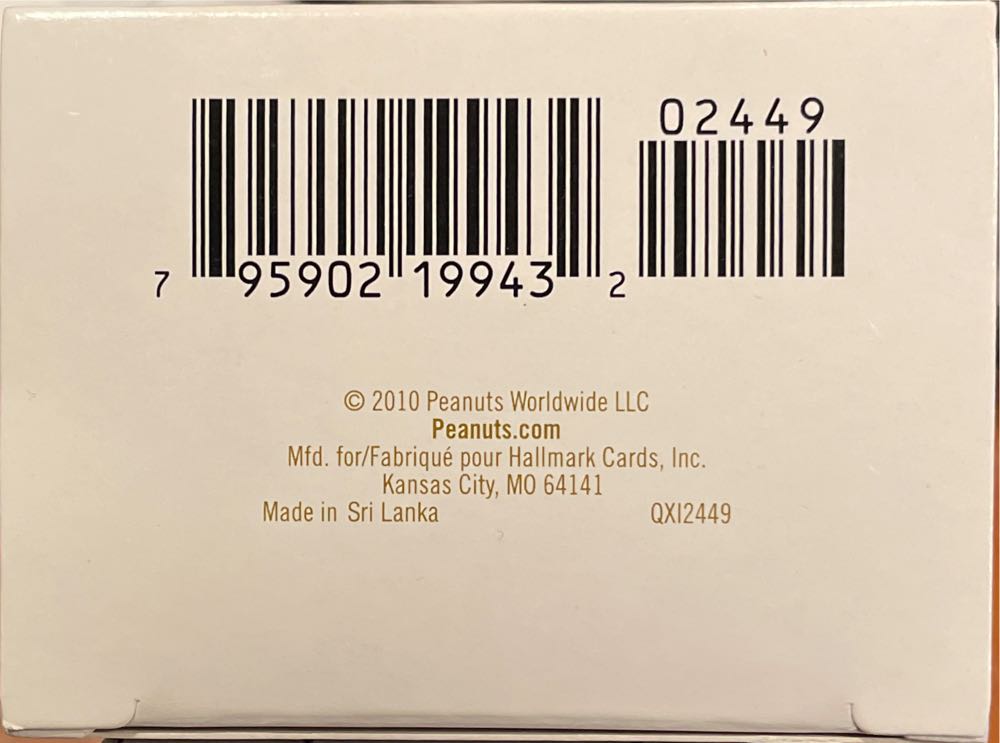 02449
7 95902 19943 2
© 2010 Peanuts Worldwide LLC
Peanuts.com
Mfd. for/Fabriqué pour Hallmark Cards, Inc.
Kansas City, MO 64141
Made in Sri Lanka QXI2449